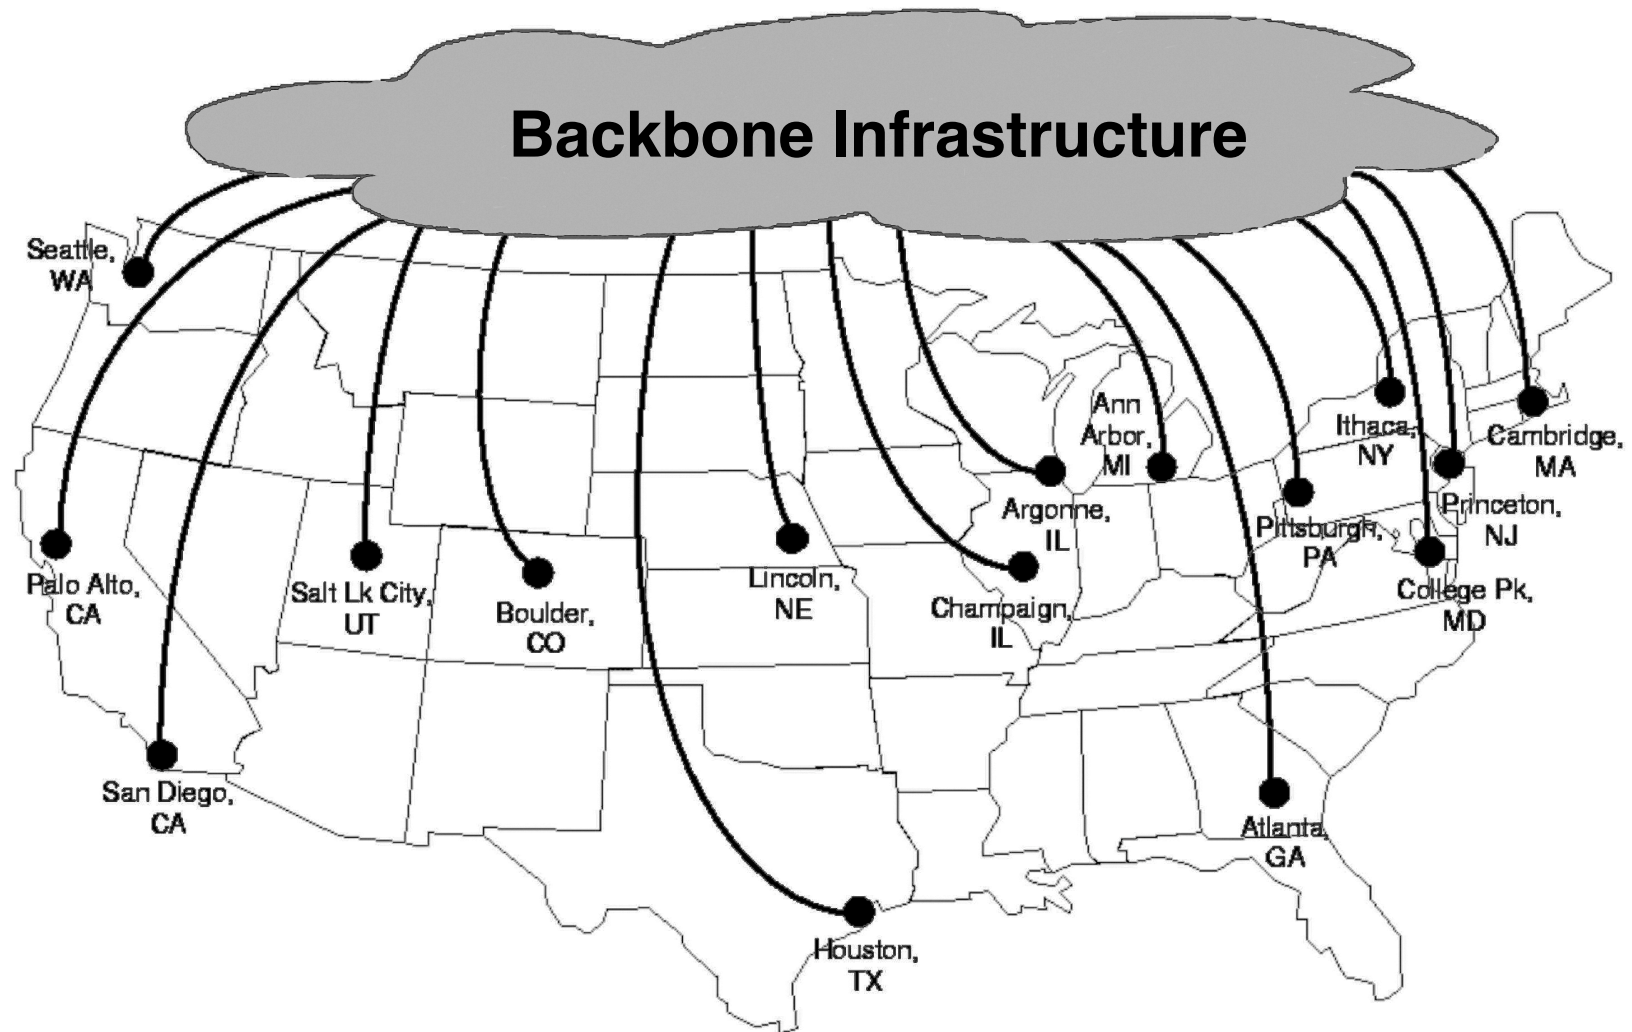 Backbone Infrastructure
Seattle,
WA
Ann
Arbor,
MI
Ithaca,
NY
Cambridge,
MA
Argonne,
IL
Princeton,
NJ
Pittsburgh,
PA
Palo Alto,
CA
Salt Lk City,
UT
Boulder,
CO
Lincoln,
NE
Champaign,
IL
College Pk,
MD
San Diego,
CA
Atlanta,
GA
Houston,
TX